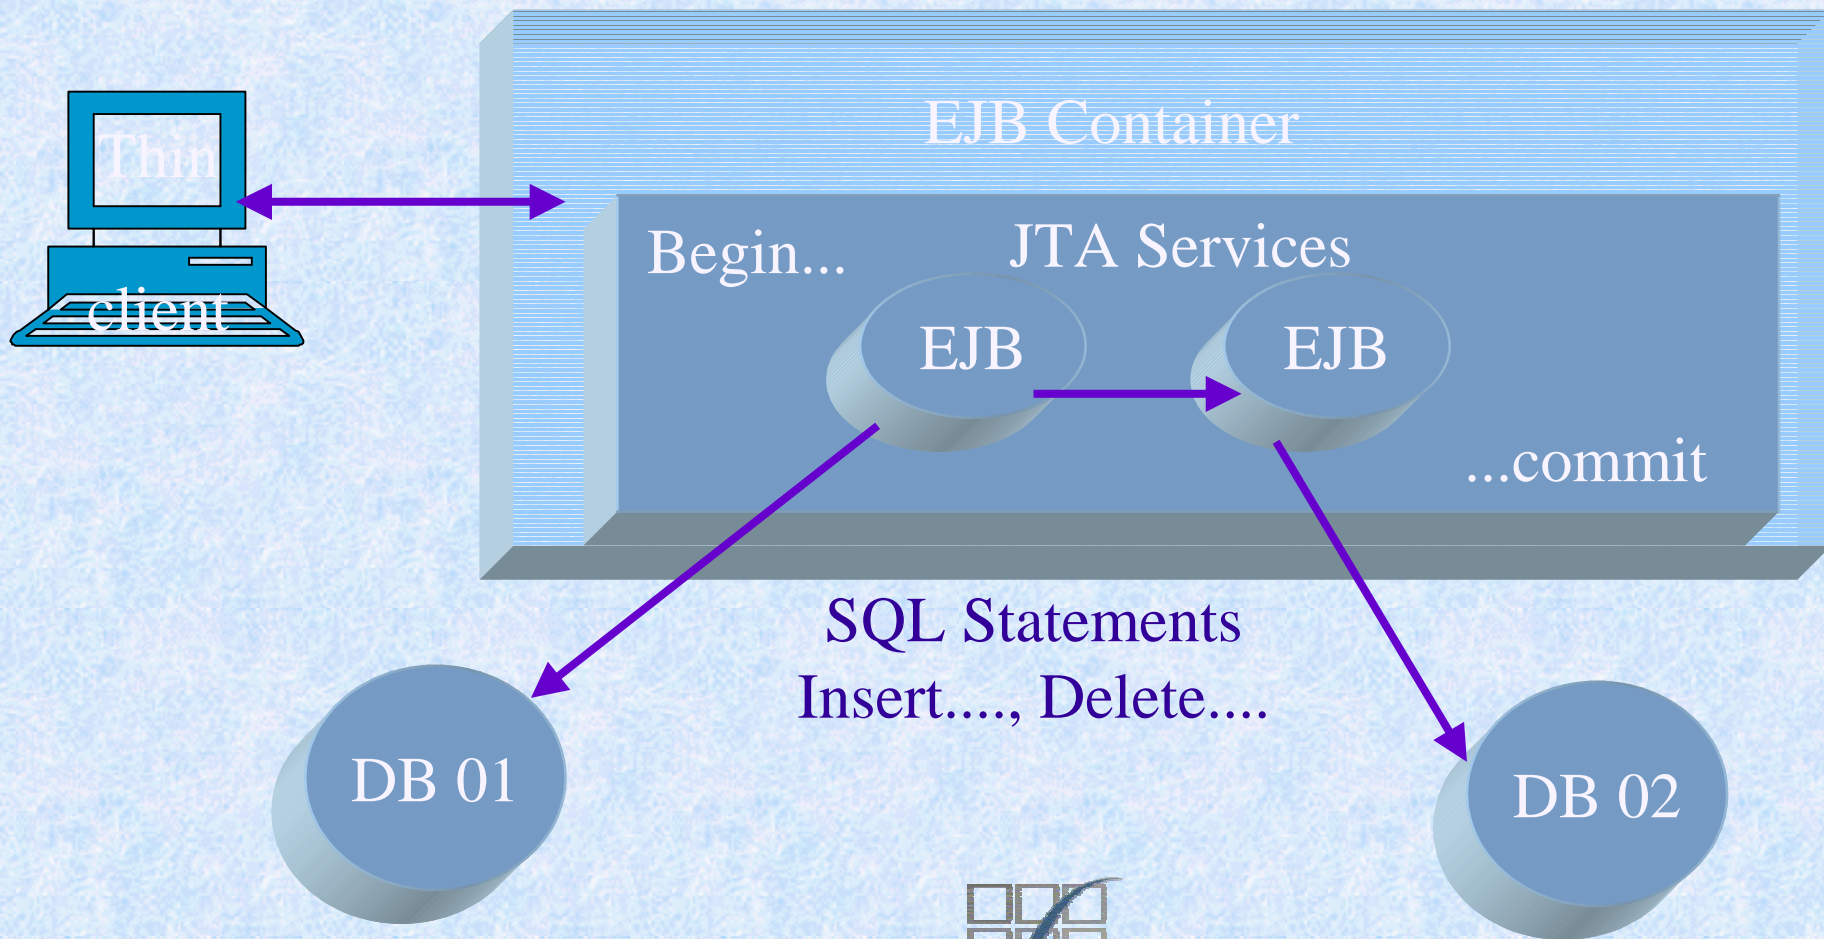 EJB Container
Thin
client
Begin...
JTA Services
EJB
EJB
...commit
SQL Statements
Insert...., Delete....
DB 01
DB 02